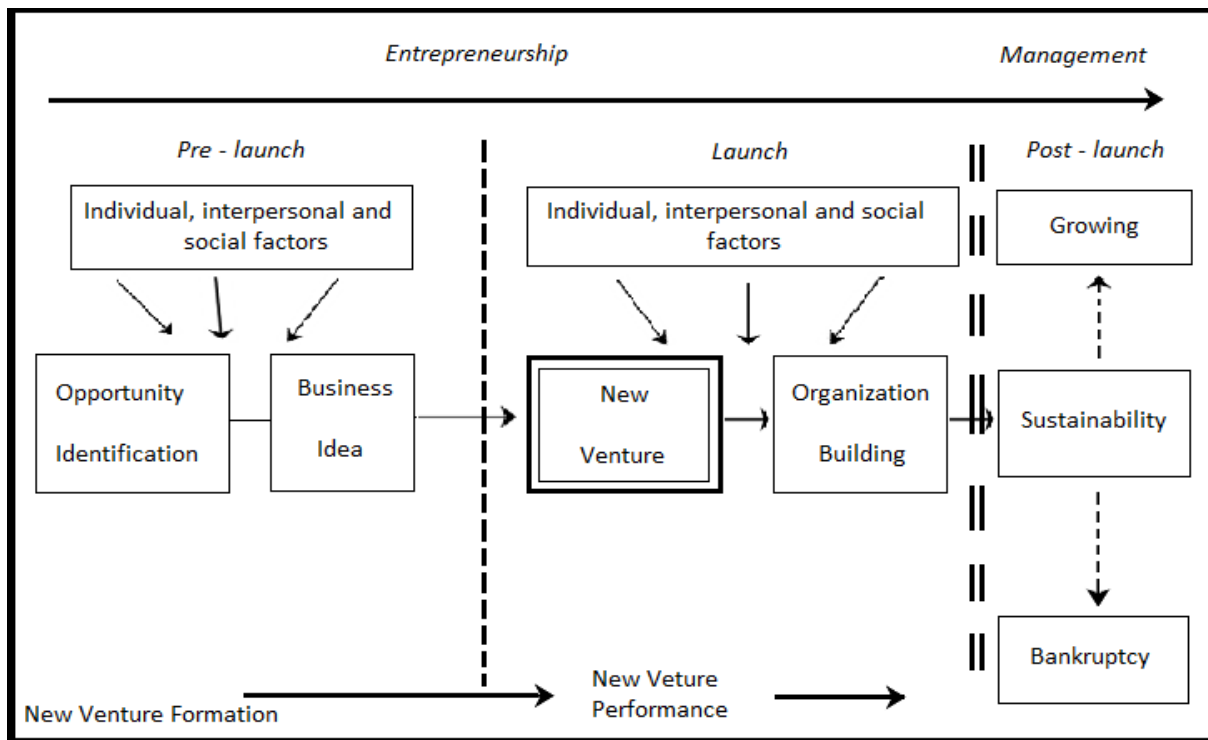 Entrepreneurship
Management
Pre - launch
Launch
Post - launch
Individual, interpersonal and
social factors
Individual, interpersonal and social
factors
Growing
Opportunity
Identification
Business
Idea
New
Venture
Organization
Building
Sustainability
Bankruptcy
New Venture Formation
New Veture
Performance